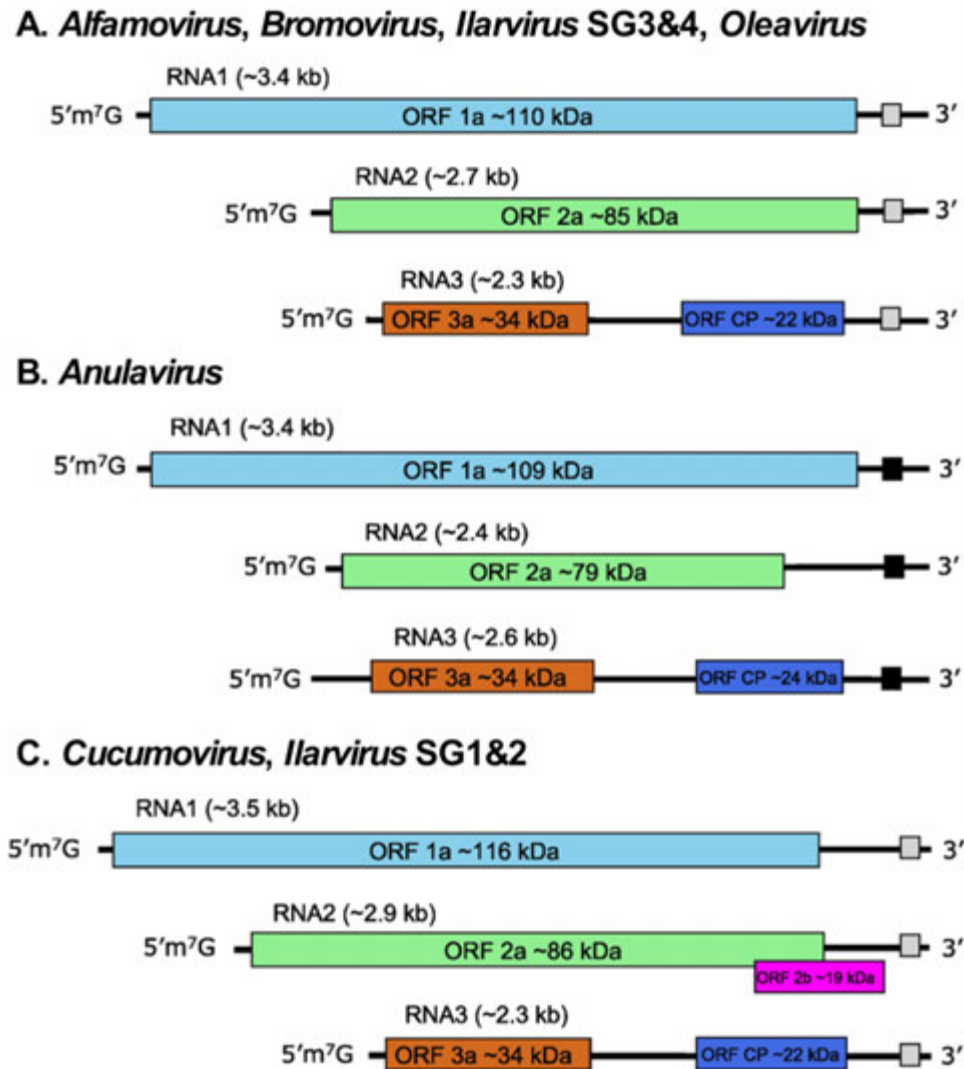 A. Alfamovirus, Bromovirus, Ilarvirus SG3&4, Oleavirus
RNA1 (~3.4 kb)
5′m⁷G ORF 1a ~110 kDa 3′
RNA2 (~2.7 kb)
5′m⁷G ORF 2a ~85 kDa 3′
RNA3 (~2.3 kb)
5′m⁷G ORF 3a ~34 kDa ORF CP ~22 kDa 3′
B. Anulavirus
RNA1 (~3.4 kb)
5′m⁷G ORF 1a ~109 kDa 3′
RNA2 (~2.4 kb)
5′m⁷G ORF 2a ~79 kDa 3′
RNA3 (~2.6 kb)
5′m⁷G ORF 3a ~34 kDa ORF CP ~24 kDa 3′
C. Cucumovirus, Ilarvirus SG1&2
RNA1 (~3.5 kb)
5′m⁷G ORF 1a ~116 kDa 3′
RNA2 (~2.9 kb)
5′m⁷G ORF 2a ~86 kDa 3′
ORF 2b ~19 kDa
RNA3 (~2.3 kb)
5′m⁷G ORF 3a ~34 kDa ORF CP ~22 kDa 3′